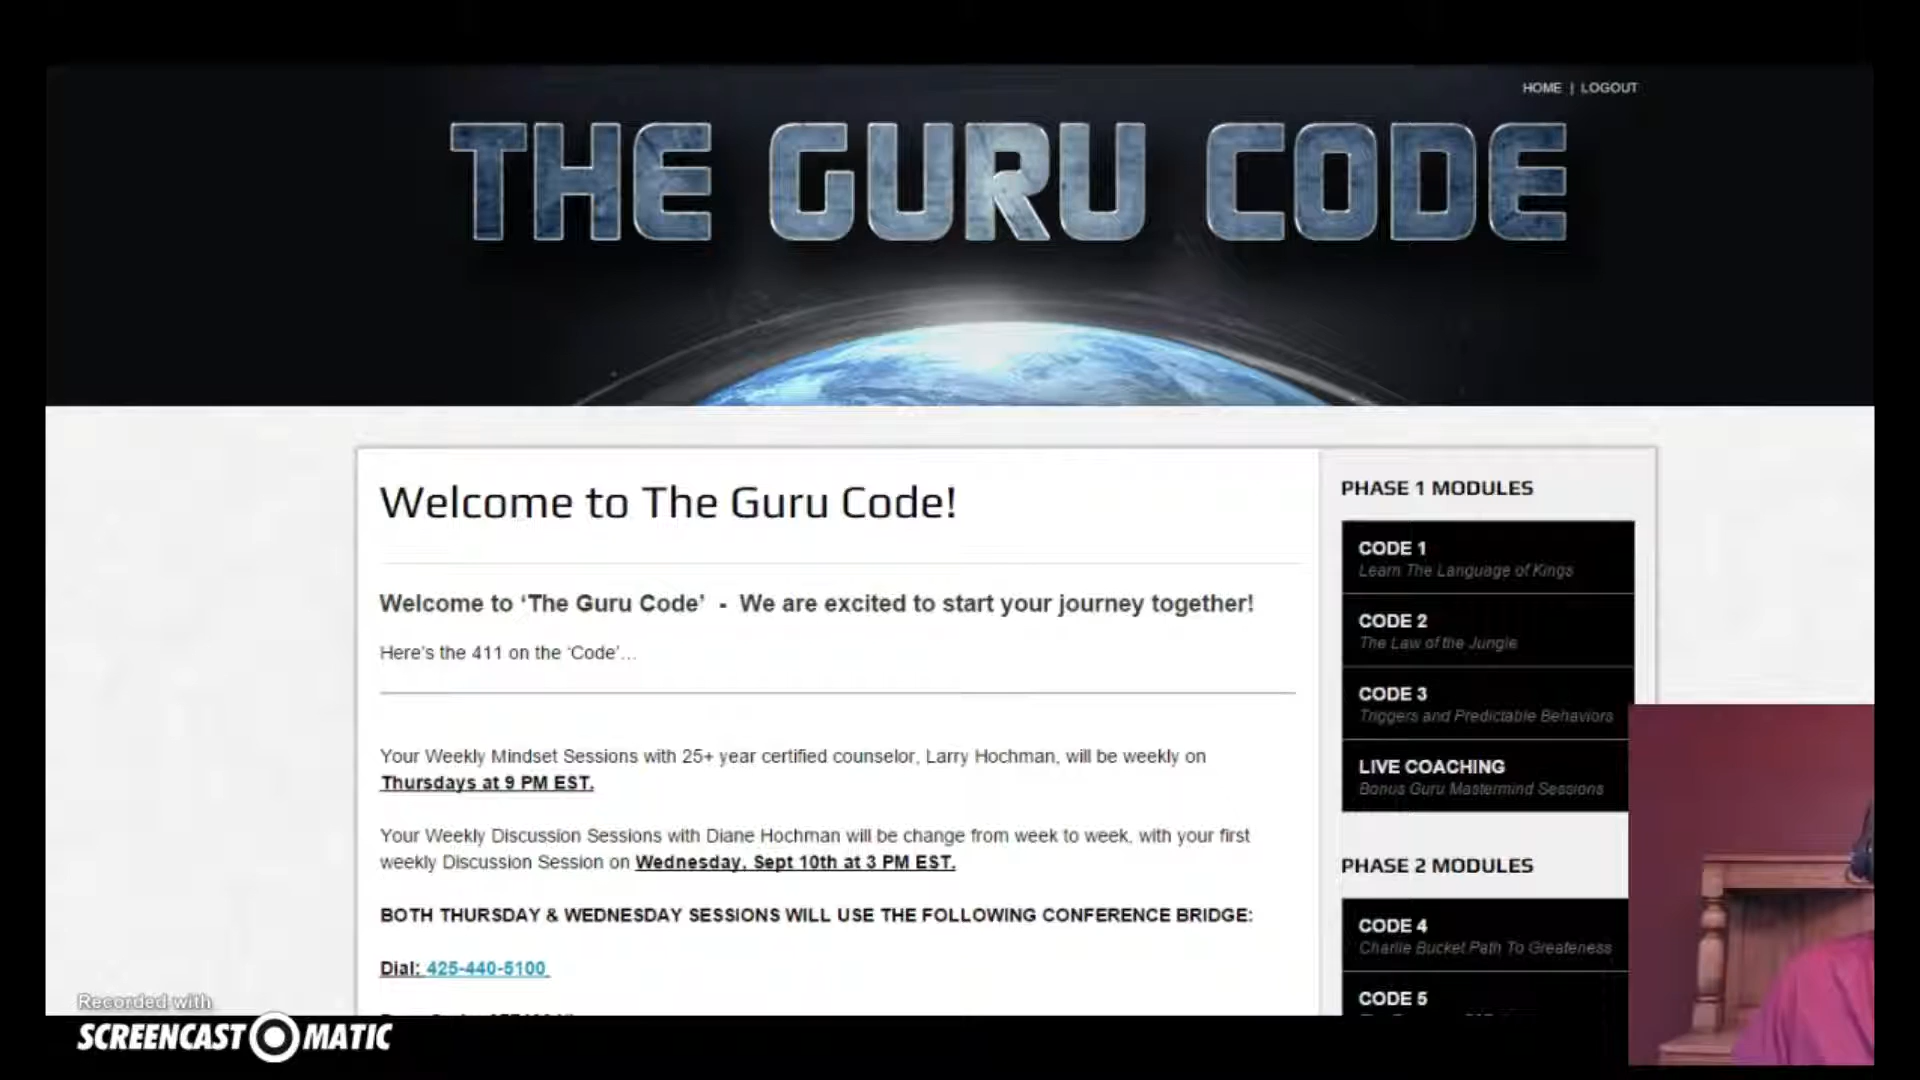 HOME | LOGOUT
THE GURU CODE
Welcome to The Guru Code!
Welcome to ‘The Guru Code’ - We are excited to start your journey together!
Here's the 411 on the ‘Code’…
Your Weekly Mindset Sessions with 25+ year certified counselor, Larry Hochman, will be weekly on
Thursdays at 9 PM EST.
Your Weekly Discussion Sessions with Diane Hochman will be change from week to week, with your first
weekly Discussion Session on Wednesday, Sept 10th at 3 PM EST.
BOTH THURSDAY & WEDNESDAY SESSIONS WILL USE THE FOLLOWING CONFERENCE BRIDGE:
Dial: 425-440-5100
PHASE 1 MODULES
CODE 1
Learn The Language of Kings
CODE 2
The Law of the Jungle
CODE 3
Triggers and Predictable Behaviors
LIVE COACHING
Bonus Guru Mastermind Sessions
PHASE 2 MODULES
CODE 4
Charlie Bucket Path To Greateness
CODE 5
Recorded with
SCREENCAST MATIC